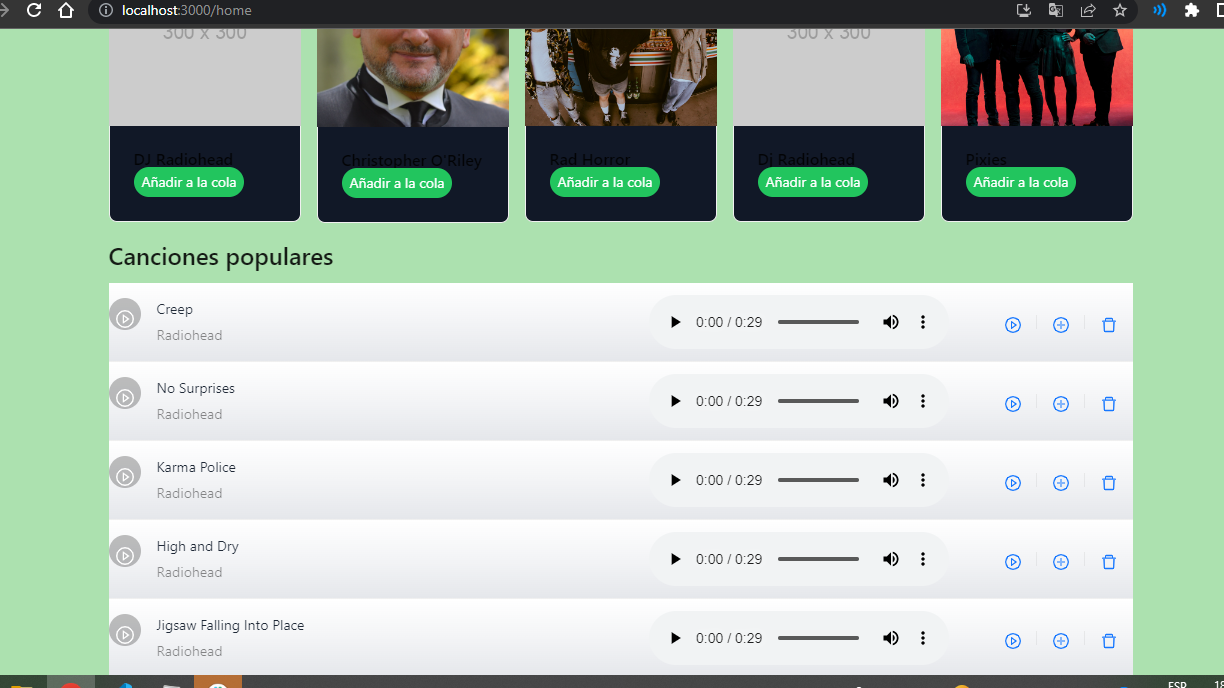 localhost:3000/home
300 x 300
300 x 300
DJ Radiohead
Christopher O'Riley
Rad Horror
Dj Radiohead
Pixies
Añadir a la cola
Añadir a la cola
Añadir a la cola
Añadir a la cola
Añadir a la cola
Canciones populares
Creep
Radiohead
0:00 / 0:29
No Surprises
Radiohead
0:00 / 0:29
Karma Police
Radiohead
0:00 / 0:29
High and Dry
Radiohead
0:00 / 0:29
Jigsaw Falling Into Place
Radiohead
0:00 / 0:29
ESP